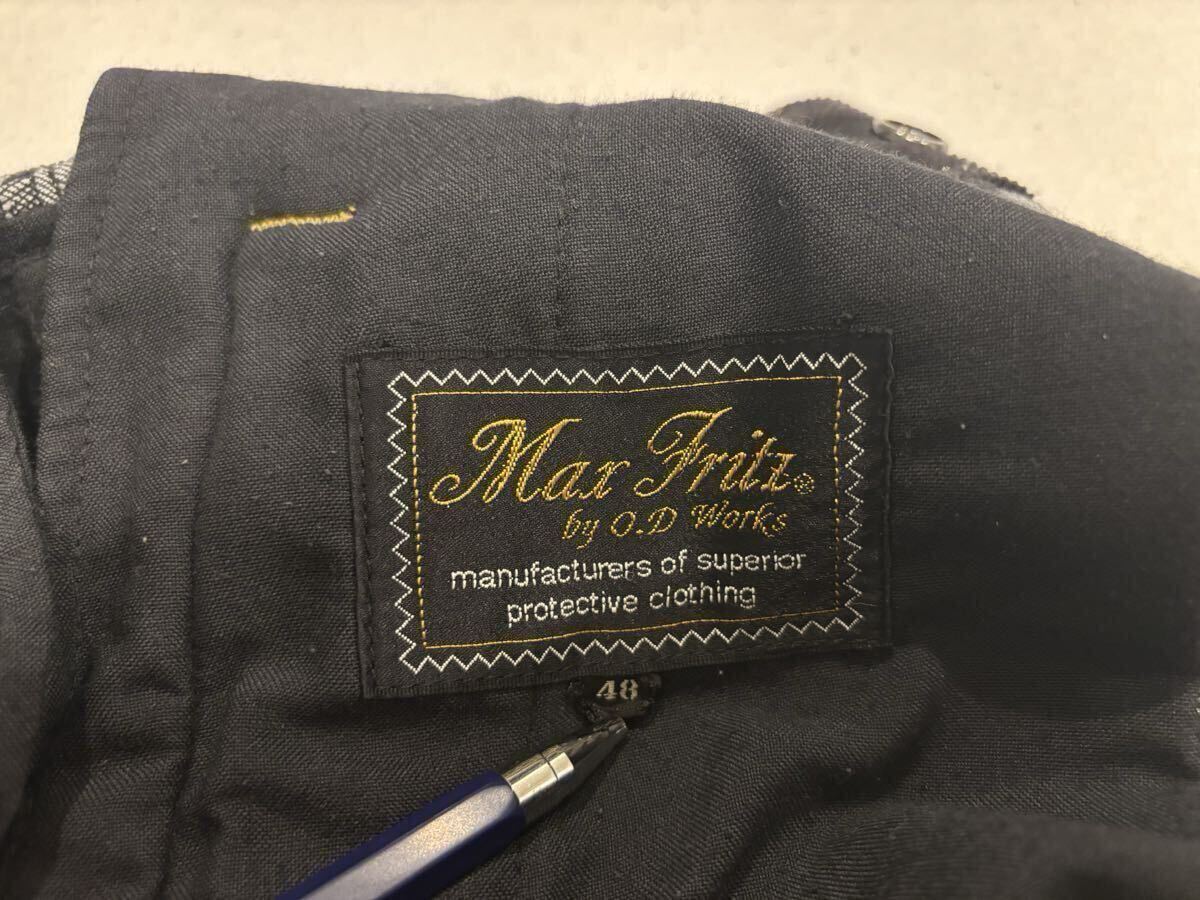 Max Fritz®
by O.D Works
manufacturers of superior
protective clothing
48